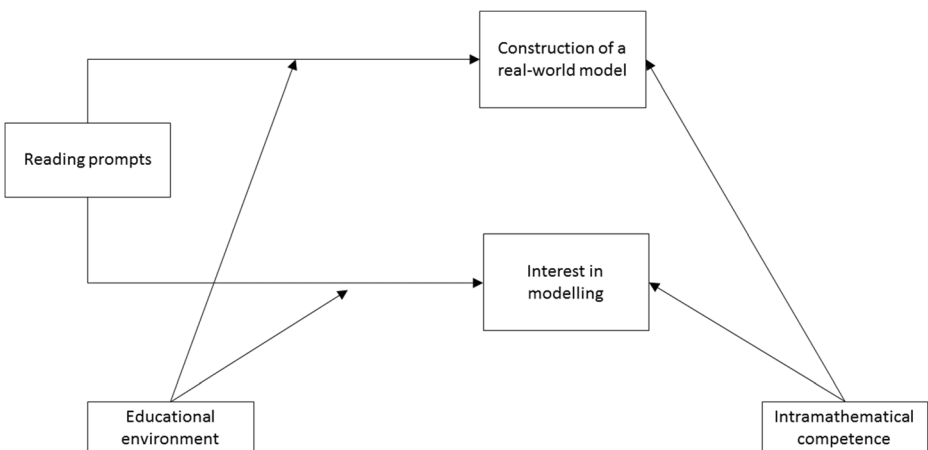 Construction of a
real-world model
Reading prompts
Interest in
modelling
Educational
environment
Intramathematical
competence